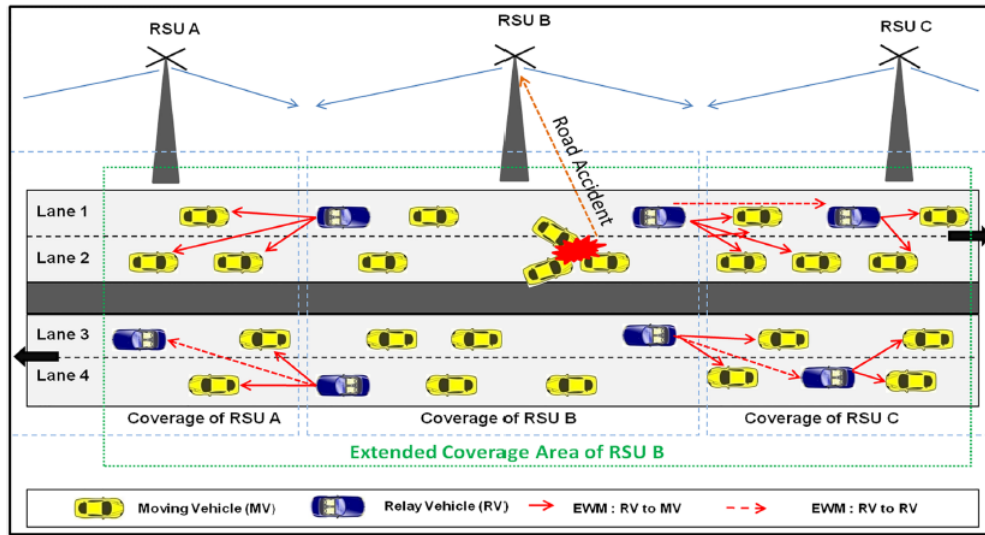 RSU A
RSU B
RSU C
Road Accident
Lane 1
Lane 2
Lane 3
Lane 4
Coverage of RSU A
Coverage of RSU B
Coverage of RSU C
Extended Coverage Area of RSU B
Moving Vehicle (MV)
Relay Vehicle (RV)
EWM : RV to MV
EWM : RV to RV